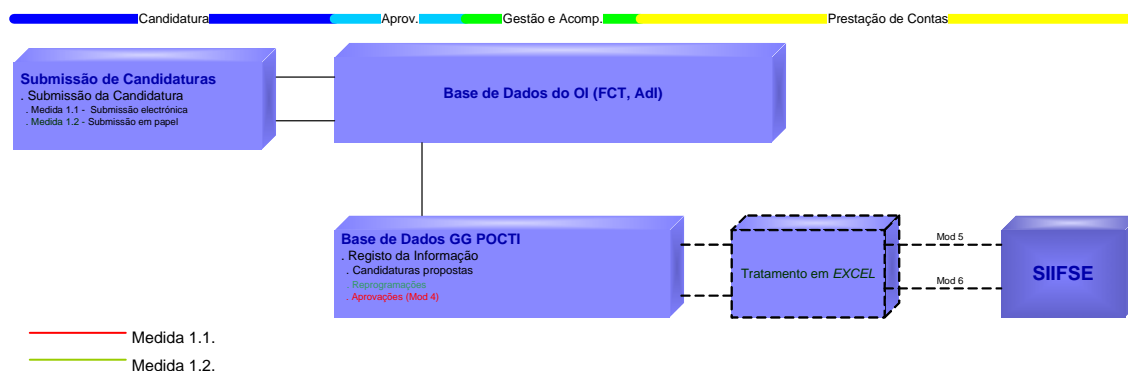 Candidatura
Aprov.
Gestão e Acomp.
Prestação de Contas
Submissão de Candidaturas
. Submissão da Candidatura
. Medida 1.1 - Submissão electrónica
. Medida 1.2 - Submissão em papel
Base de Dados do OI (FCT, AdI)
Base de Dados GG POCTI
. Registo da Informação
. Candidaturas propostas
. Reprogramações
. Aprovações (Mod 4)
Tratamento em EXCEL
Mod 5
Mod 6
SIIFSE
Medida 1.1.
Medida 1.2.